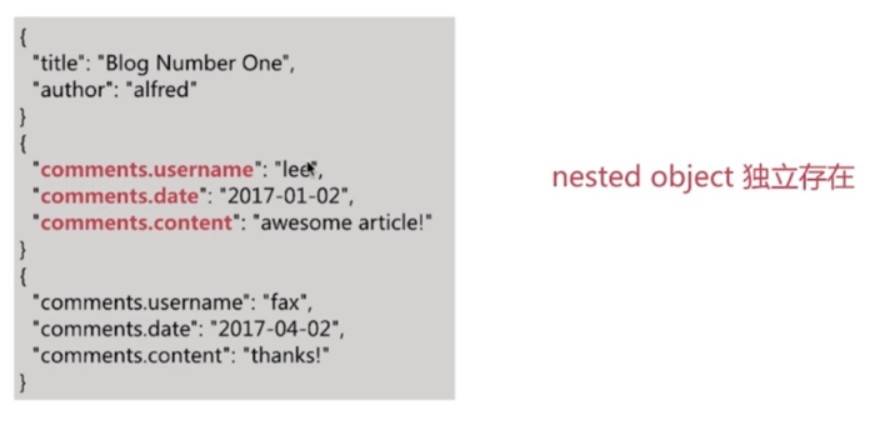 {
"title": "Blog Number One",
"author": "alfred"
}
{
"comments.username": "lee",
"comments.date": "2017-01-02",
"comments.content": "awesome article!"
}
{
"comments.username": "fax",
"comments.date": "2017-04-02",
"comments.content": "thanks!"
}
nested object 独立存在